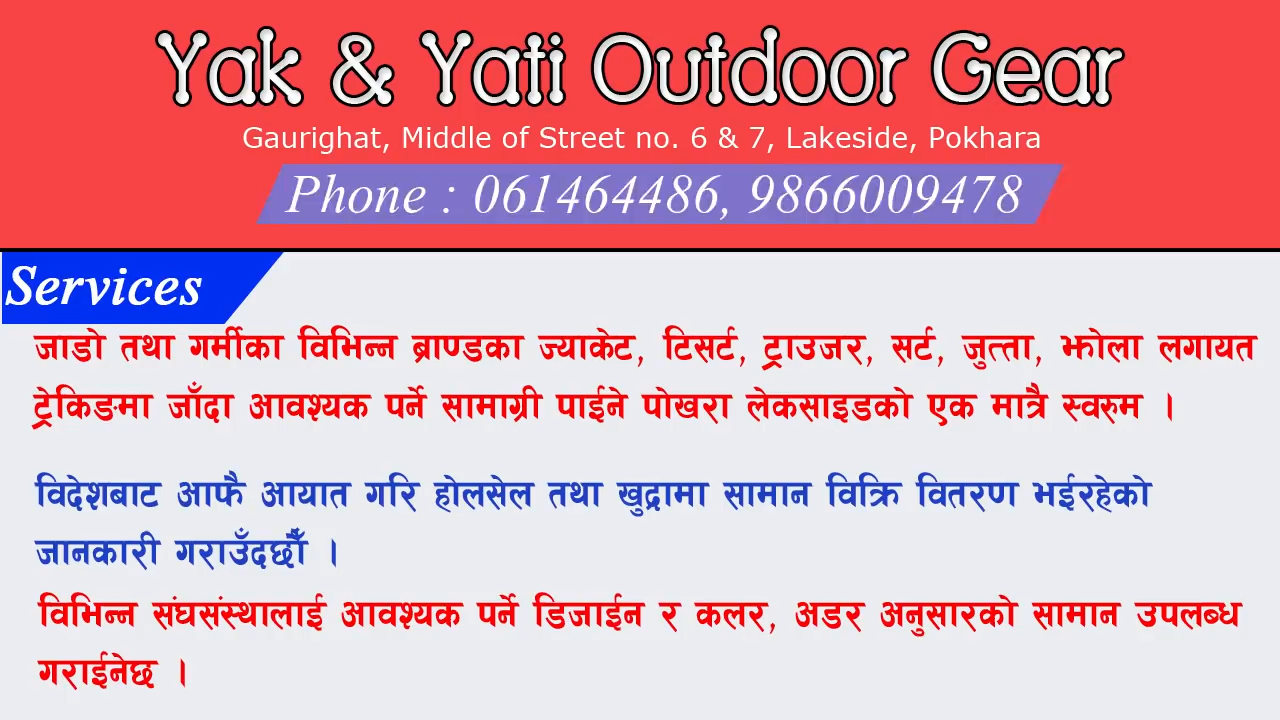 Yak & Yati Outdoor Gear
Gaurighat, Middle of Street no. 6 & 7, Lakeside, Pokhara
Phone : 061464486, 9866009478
Services
जाडो तथा गर्मीका विभिन्न ब्राण्डका ज्याकेट, टिसर्ट, ट्राउजर, सर्ट, जुत्ता, झोला लगायत
ट्रेकिङमा जाँदा आवश्यक पर्ने सामाग्री पाईने पोखरा लेकसाइडको एक मात्रै स्वरुम ।
विदेशबाट आफै आयात गरि होलसेल तथा खुद्रामा सामान विक्रि वितरण भईरहेको
जानकारी गराउँदछौँ ।
विभिन्न संघसंस्थालाई आवश्यक पर्ने डिजाईन र कलर, अडर अनुसारको सामान उपलब्ध
गराईनेछ ।